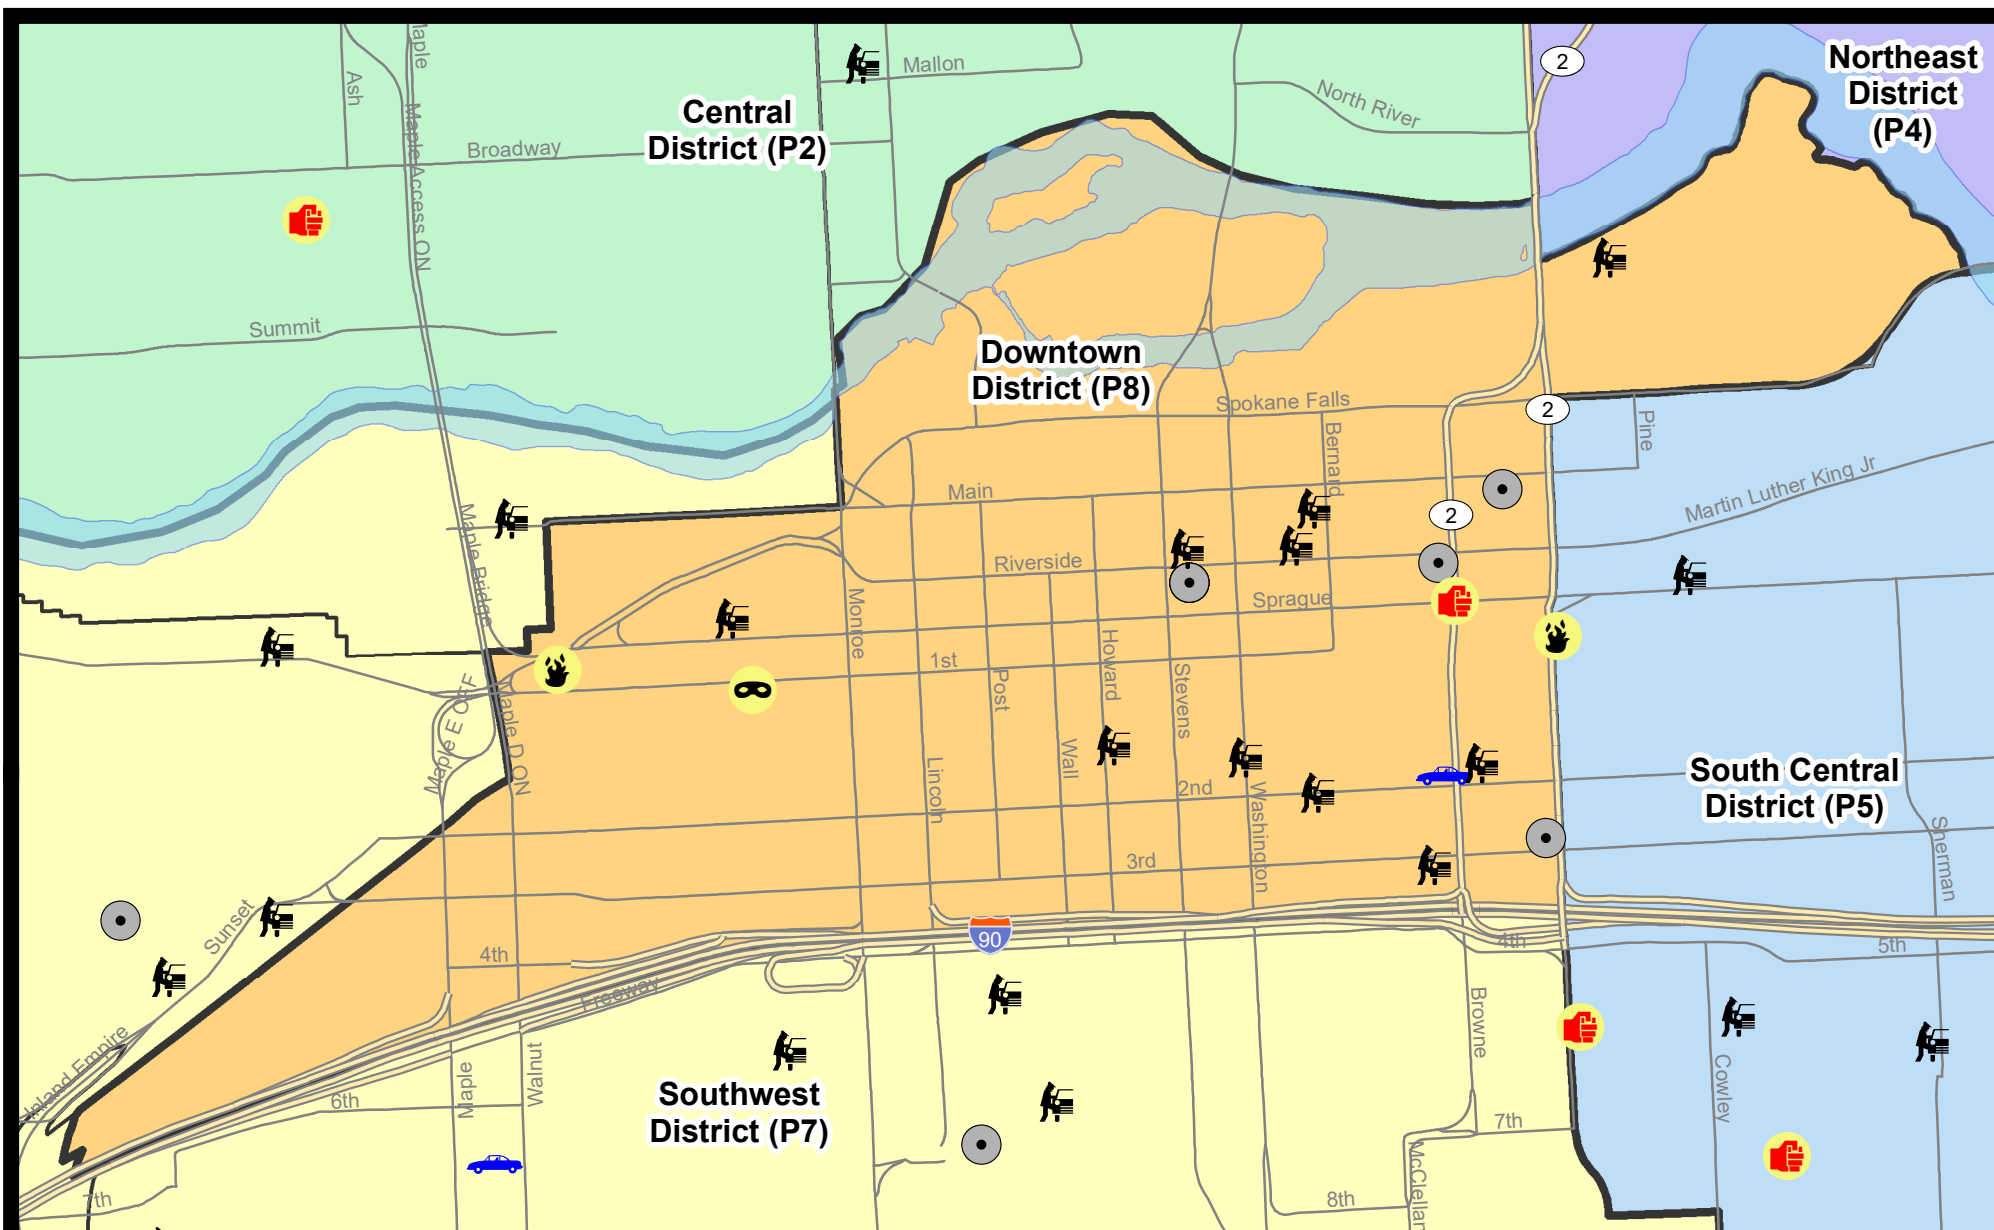 Maple
Ash
Mallon
2
Northeast
District
(P4)
North River
Central
District (P2)
Maple Access ON
Broadway
Summit
Downtown
District (P8)
Spokane Falls
2
Bernard
Pine
Main
Martin Luther King Jr
2
Maple Bridge
Riverside
Sprague
Monroe
Howard
1st
Post
Stevens
Maple E OFF
Maple D ON
Wall
Lincoln
2nd
Washington
South Central
District (P5)
Sherman
3rd
Sunset
90
4th
4th
5th
Freeway
Browne
Inland Empire
Maple
Walnut
6th
Southwest
District (P7)
Cowley
7th
McClellan
7th
8th